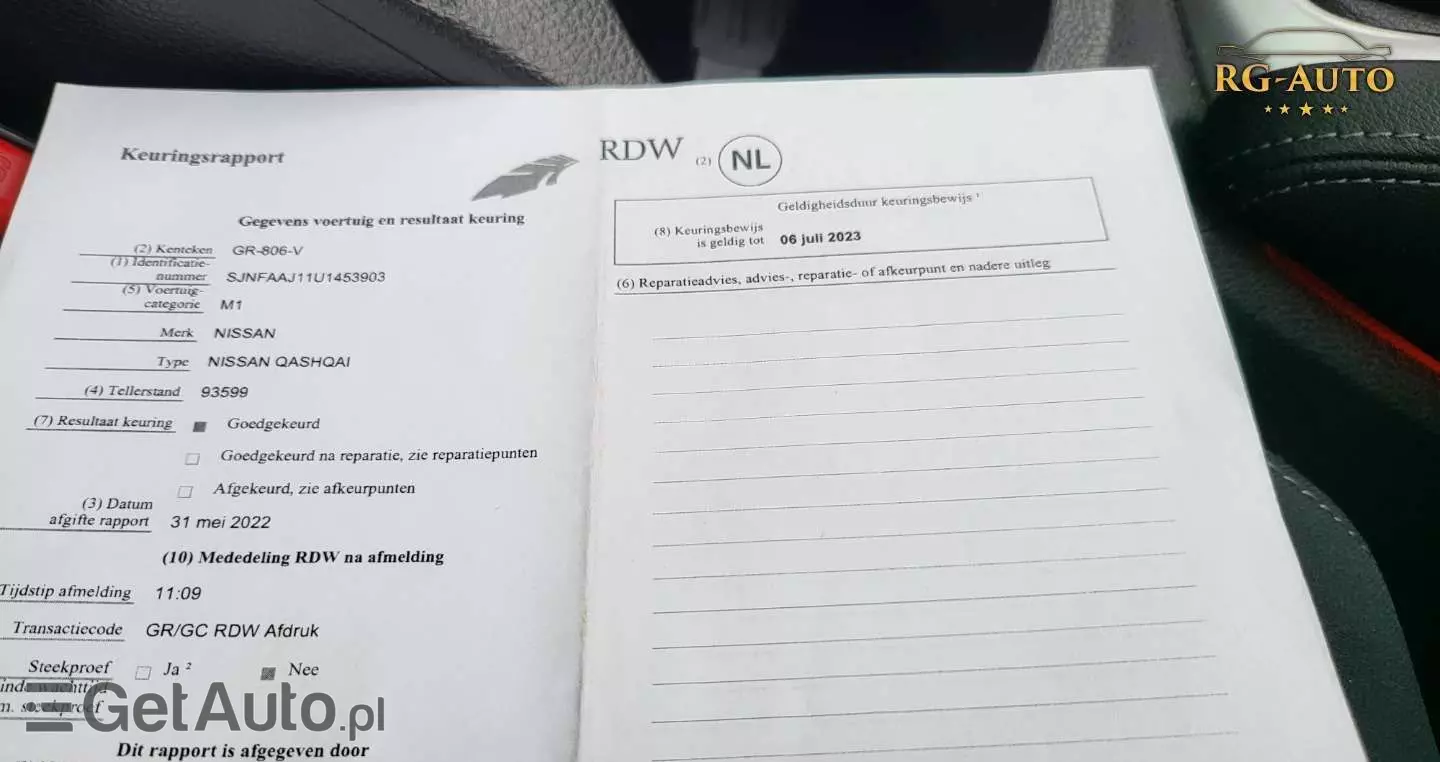 RG-AUTO
Keuringsrapport
RDW (2) NL
Gegevens voertuig en resultaat keuring
(2) Kenteken GR-806-V
(1) Identificatie-
nummer SJNFAAJ11U1453903
(5) Voertuig-
categorie M1
Merk NISSAN
Type NISSAN QASHQAI
(4) Tellerstand 93599
(7) Resultaat keuring Goedgekeurd
Goedgekeurd na reparatie, zie reparatiepunten
Afgekeurd, zie afkeurpunten
(3) Datum
afgifte rapport 31 mei 2022
(10) Mededeling RDW na afmelding
Tijdstip afmelding 11:09
Transactiecode GR/GC RDW Afdruk
Steekproef Ja ² Nee
m. steekproef
Dit rapport is afgegeven door
Geldigheidsduur keuringsbewijs ¹
(8) Keuringsbewijs
is geldig tot 06 juli 2023
(6) Reparatieadvies, advies-, reparatie- of afkeurpunt en nadere uitleg
GetAuto.pl